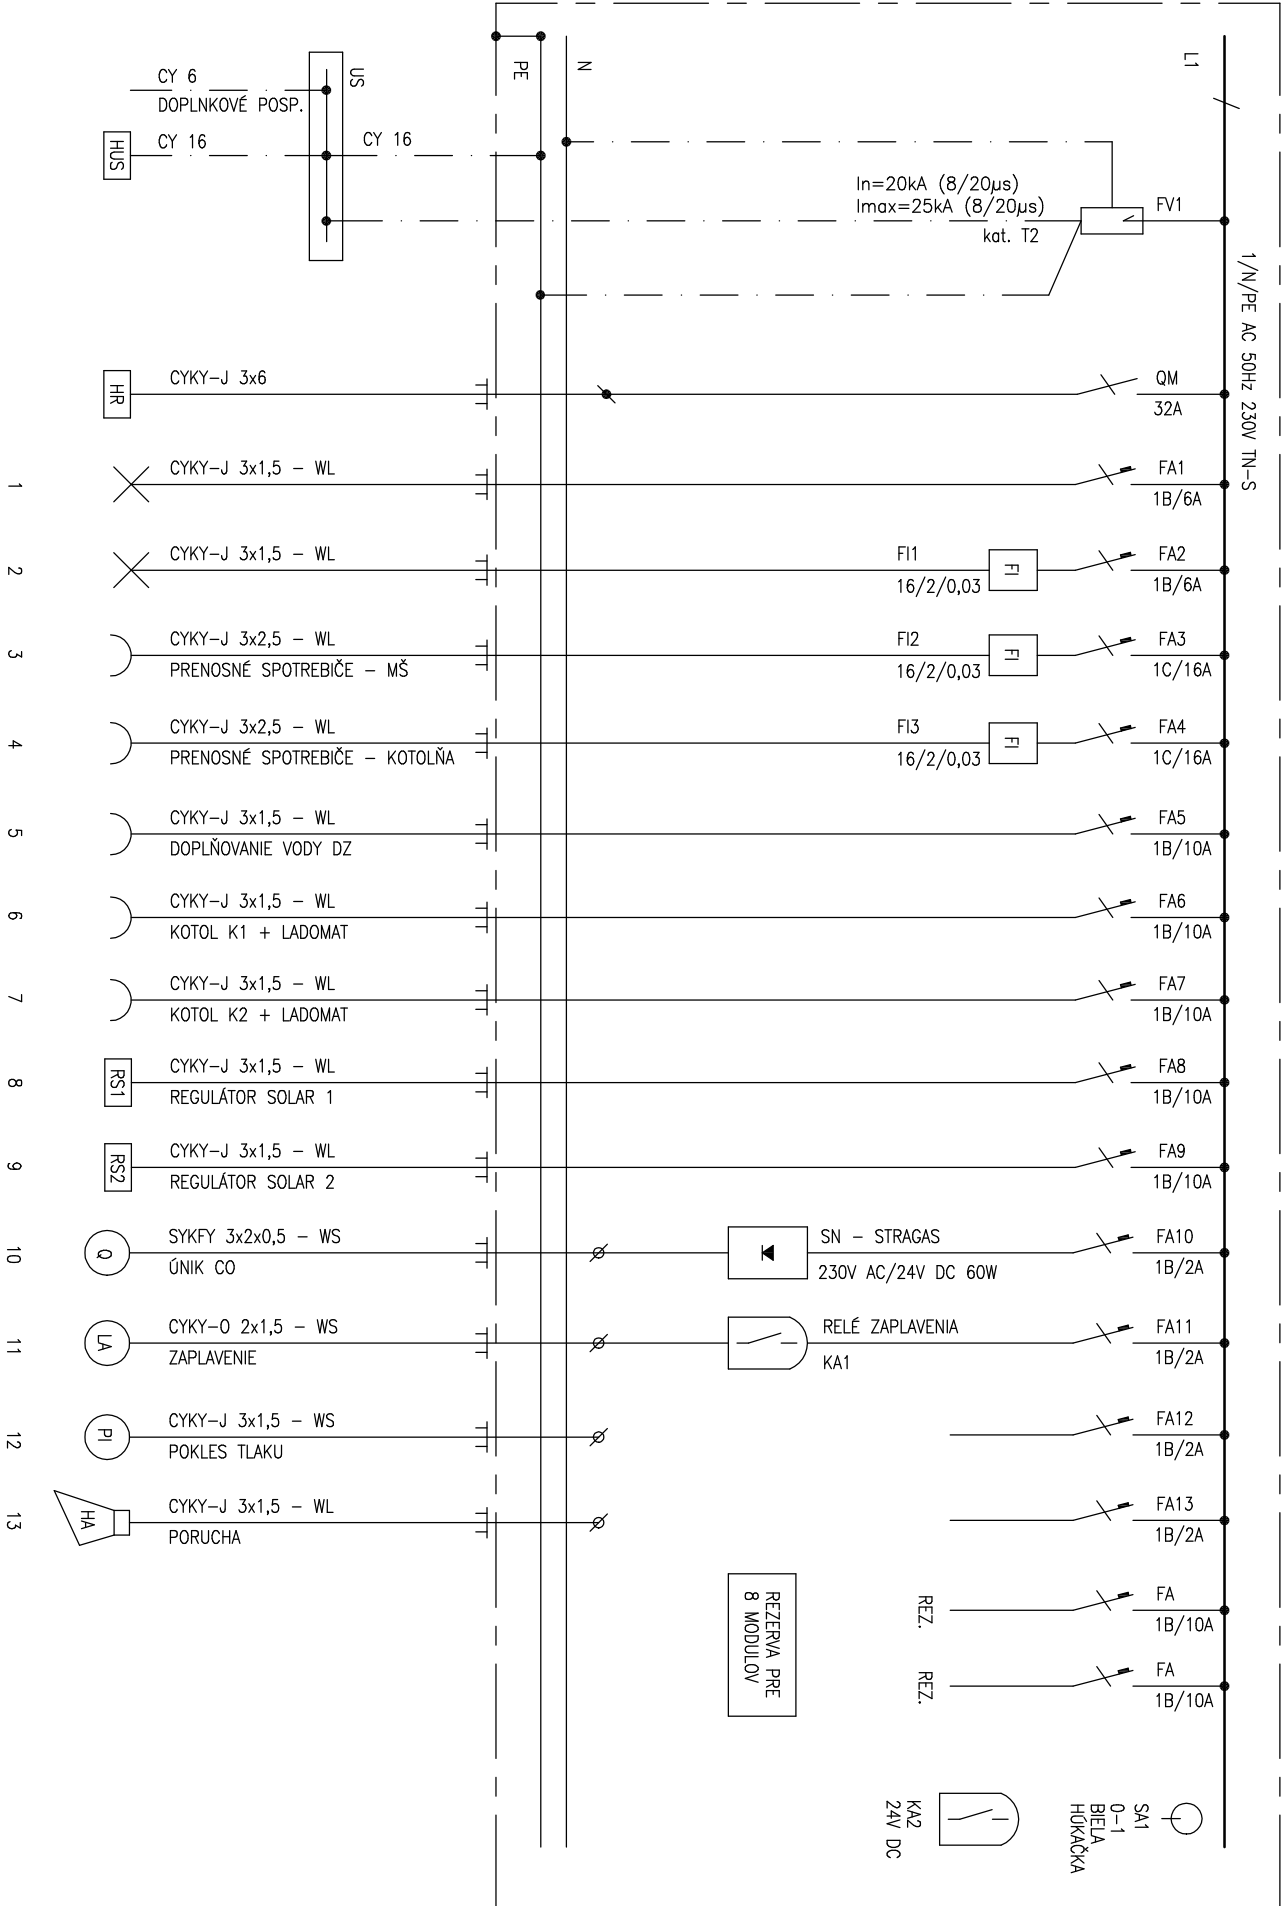 L1
N
PE
US
CY 6
DOPLNKOVÉ POSP.
HUS
CY 16
CY 16
In=20kA (8/20µs)
Imax=25kA (8/20µs)
kat. T2
FV1
1/N/PE AC 50Hz 230V TN-S
HR
CYKY-J 3x6
QM
32A
1
CYKY-J 3x1,5 - WL
FA1
1B/6A
2
CYKY-J 3x1,5 - WL
FI1
16/2/0,03
FI
FA2
1B/6A
3
CYKY-J 3x2,5 - WL
PRENOSNÉ SPOTREBIČE - MŠ
FI2
16/2/0,03
FI
FA3
1C/16A
4
CYKY-J 3x2,5 - WL
PRENOSNÉ SPOTREBIČE - KOTOLŇA
FI3
16/2/0,03
FI
FA4
1C/16A
5
CYKY-J 3x1,5 - WL
DOPLŇOVANIE VODY DZ
FA5
1B/10A
6
CYKY-J 3x1,5 - WL
KOTOL K1 + LADOMAT
FA6
1B/10A
7
CYKY-J 3x1,5 - WL
KOTOL K2 + LADOMAT
FA7
1B/10A
8
RS1
CYKY-J 3x1,5 - WL
REGULÁTOR SOLAR 1
FA8
1B/10A
9
RS2
CYKY-J 3x1,5 - WL
REGULÁTOR SOLAR 2
FA9
1B/10A
10
Q
SYKFY 3x2x0,5 - WS
ÚNIK CO
SN - STRAGAS
230V AC/24V DC 60W
FA10
1B/2A
11
LA
CYKY-O 2x1,5 - WS
ZAPLAVENIE
RELÉ ZAPLAVENIA
KA1
FA11
1B/2A
12
PI
CYKY-J 3x1,5 - WS
POKLES TLAKU
FA12
1B/2A
13
HA
CYKY-J 3x1,5 - WL
PORUCHA
FA13
1B/2A
REZERVA PRE
8 MODULOV
REZ.
FA
1B/10A
REZ.
FA
1B/10A
KA2
24V DC
SA1
0-1
BIELA
HÚKAČKA